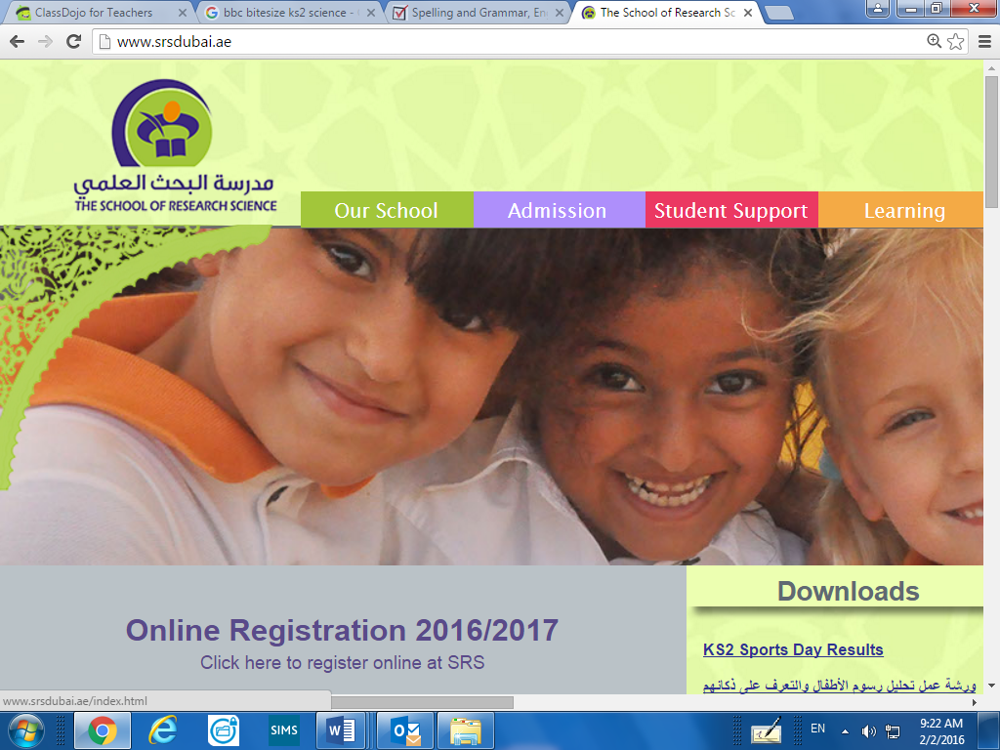 ClassDojo for Teachers
bbc bitesize ks2 science -
Spelling and Grammar, En
The School of Research Sc
www.srsdubai.ae
مدرسة البحث العلمي
THE SCHOOL OF RESEARCH SCIENCE
Our School
Admission
Student Support
Learning
Online Registration 2016/2017
Click here to register online at SRS
Downloads
KS2 Sports Day Results
ورشة عمل تحليل رسوم الأطفال والتعرف على ذكائهم
www.srsdubai.ae/index.html
SIMS
EN
9:22 AM
2/2/2016